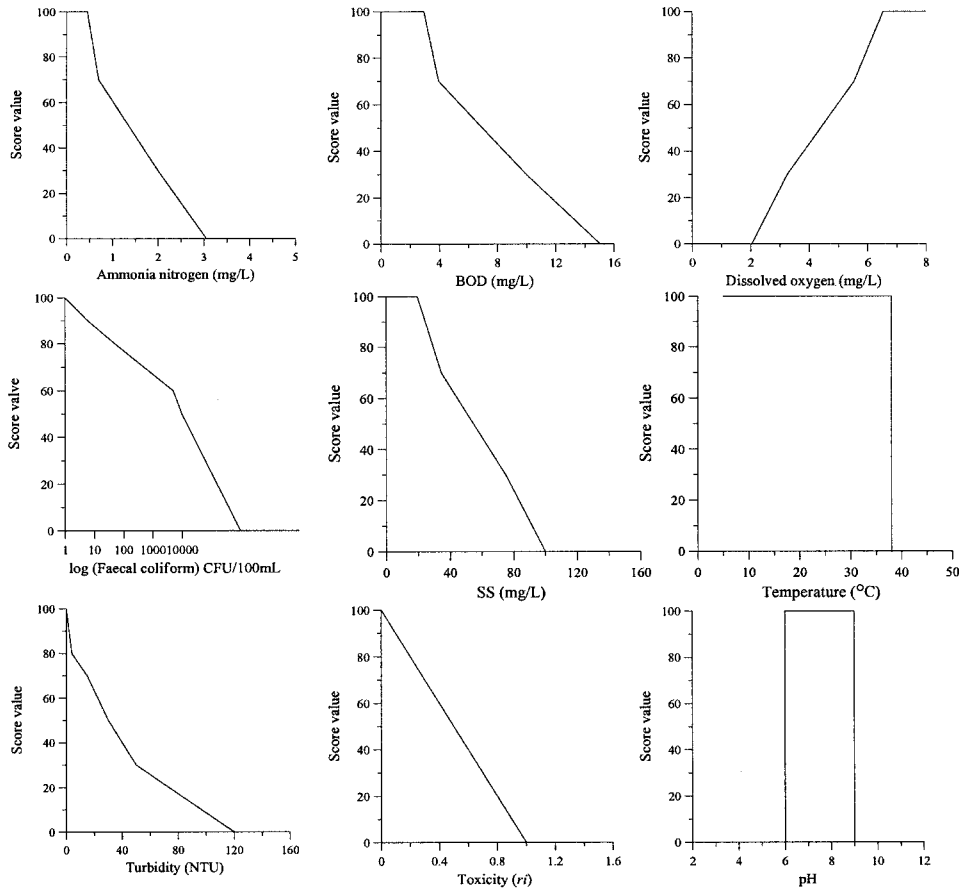 100
80
60
40
20
0
Score value
0 1 2 3 4 5
Ammonia nitrogen (mg/L)
100
80
60
40
20
0
Score value
0 4 8 12 16
BOD (mg/L)
100
80
60
40
20
0
Score value
0 2 4 6 8
Dissolved oxygen (mg/L)
100
80
60
40
20
0
Score valve
1 10 100 1000 10000
log (Faecal coliform) CFU/100mL
100
80
60
40
20
0
Score value
0 40 80 120 160
SS (mg/L)
100
80
60
40
20
0
Score value
0 10 20 30 40 50
Temperature (°C)
100
80
60
40
20
0
Score value
0 40 80 120 160
Turbidity (NTU)
100
80
60
40
20
0
Score value
0 0.4 0.8 1.2 1.6
Toxicity (ri)
100
80
60
40
20
0
Score value
2 4 6 8 10 12
pH